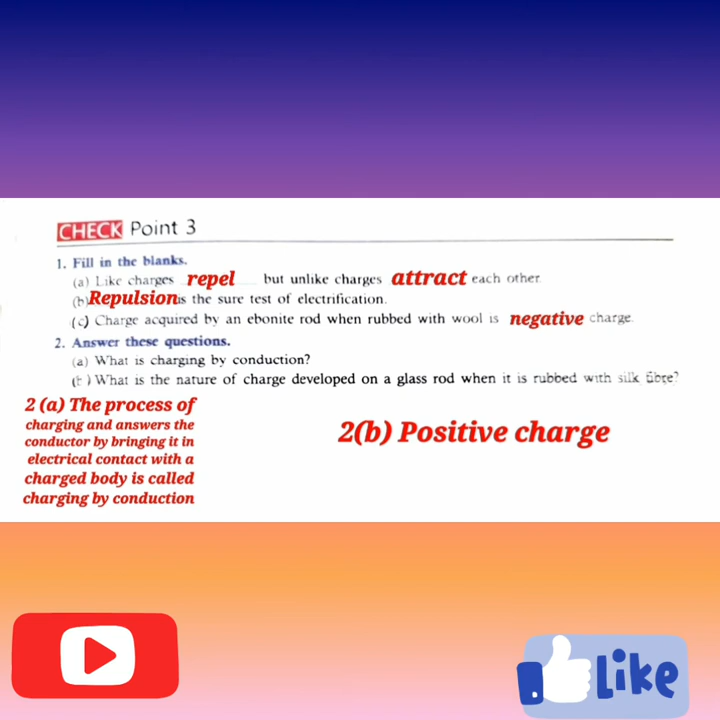 CHECK Point 3
1. Fill in the blanks.
(a) Like charges repel but unlike charges attract each other.
(b) Repulsion is the sure test of electrification.
(c) Charge acquired by an ebonite rod when rubbed with wool is negative charge.
2. Answer these questions.
(a) What is charging by conduction?
(b) What is the nature of charge developed on a glass rod when it is rubbed with silk fibre?
2 (a) The process of
charging and answers the
conductor by bringing it in
electrical contact with a
charged body is called
charging by conduction
2(b) Positive charge
Like